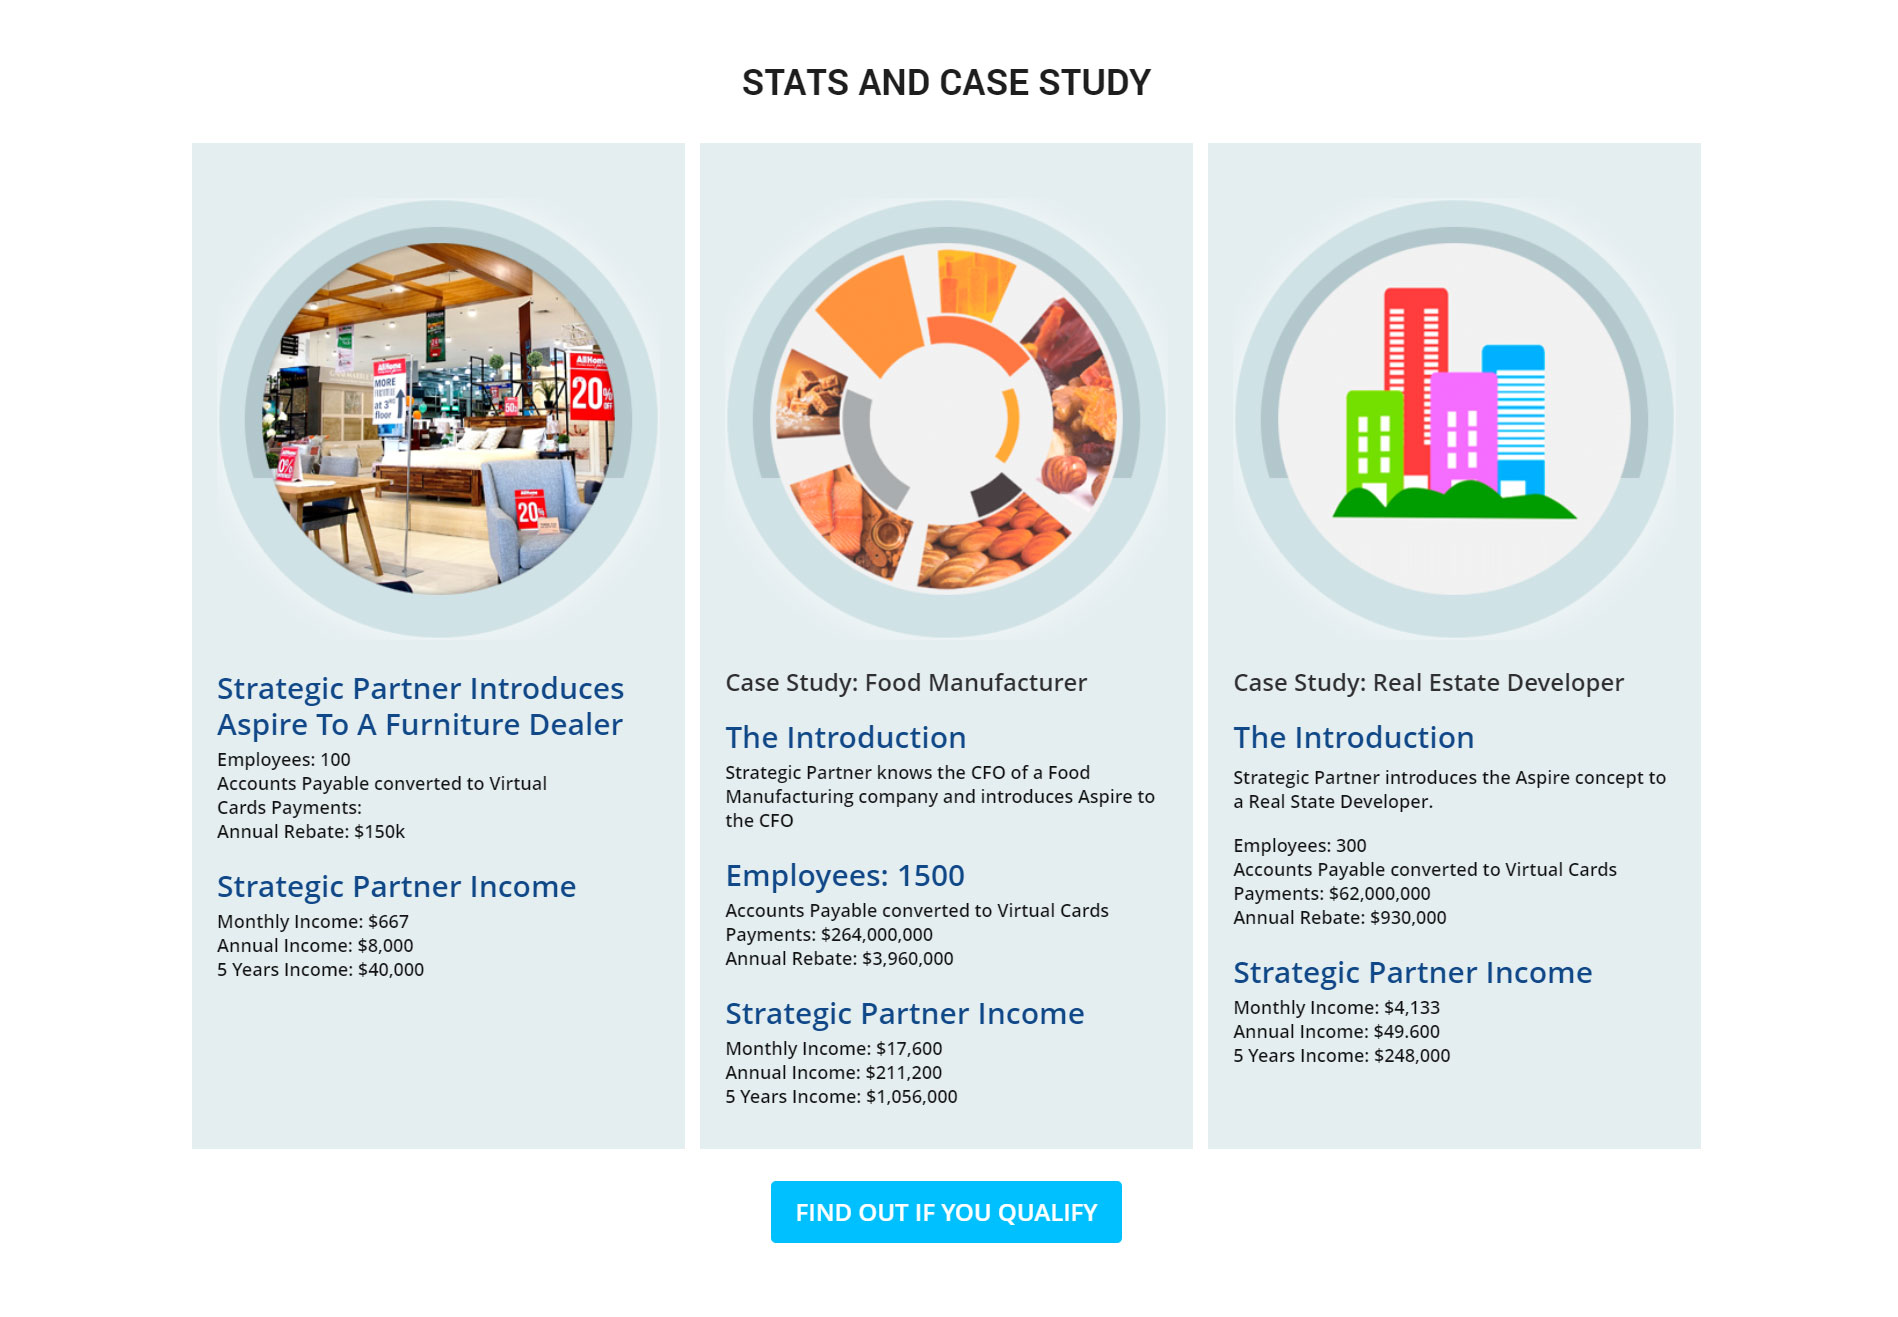 STATS AND CASE STUDY
AllHome
MORE
at 3rd
floor
AllHome
20%
OFF
50%
0%
AllHome
20%
Strategic Partner Introduces
Aspire To A Furniture Dealer
Employees: 100
Accounts Payable converted to Virtual
Cards Payments:
Annual Rebate: $150k
Strategic Partner Income
Monthly Income: $667
Annual Income: $8,000
5 Years Income: $40,000
Case Study: Food Manufacturer
The Introduction
Strategic Partner knows the CFO of a Food
Manufacturing company and introduces Aspire to
the CFO
Employees: 1500
Accounts Payable converted to Virtual Cards
Payments: $264,000,000
Annual Rebate: $3,960,000
Strategic Partner Income
Monthly Income: $17,600
Annual Income: $211,200
5 Years Income: $1,056,000
Case Study: Real Estate Developer
The Introduction
Strategic Partner introduces the Aspire concept to
a Real State Developer.
Employees: 300
Accounts Payable converted to Virtual Cards
Payments: $62,000,000
Annual Rebate: $930,000
Strategic Partner Income
Monthly Income: $4,133
Annual Income: $49.600
5 Years Income: $248,000
FIND OUT IF YOU QUALIFY